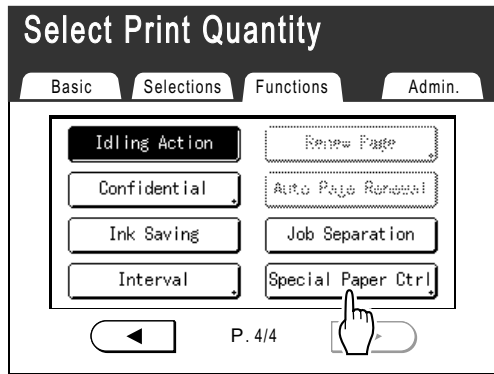 Select Print Quantity
Basic Selections Functions Admin.
Idling Action Renew Page
Confidential Auto Page Renewal
Ink Saving Job Separation
Interval Special Paper Ctrl
P. 4/4